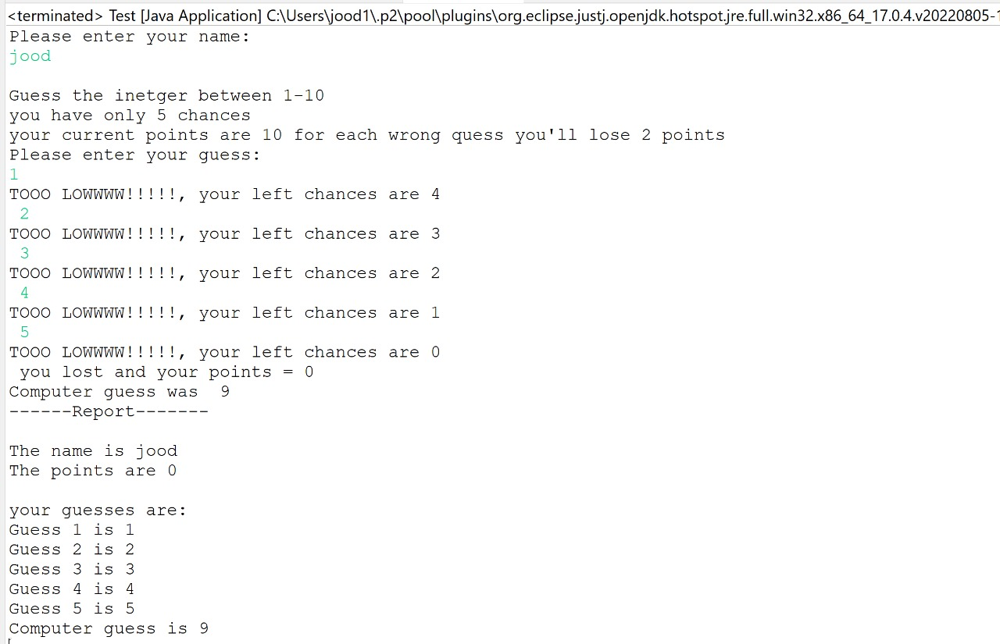 <terminated> Test [Java Application] C:\Users\jood1\.p2\pool\plugins\org.eclipse.justj.openjdk.hotspot.jre.full.win32.x86_64_17.0.4.v20220805-1
Please enter your name:
jood
Guess the inetger between 1-10
you have only 5 chances
your current points are 10 for each wrong quess you'll lose 2 points
Please enter your guess:
1
TOOO LOWWWW!!!!!, your left chances are 4
2
TOOO LOWWWW!!!!!, your left chances are 3
3
TOOO LOWWWW!!!!!, your left chances are 2
4
TOOO LOWWWW!!!!!, your left chances are 1
5
TOOO LOWWWW!!!!!, your left chances are 0
you lost and your points = 0
Computer guess was  9
------Report-------
The name is jood
The points are 0
your guesses are:
Guess 1 is 1
Guess 2 is 2
Guess 3 is 3
Guess 4 is 4
Guess 5 is 5
Computer guess is 9